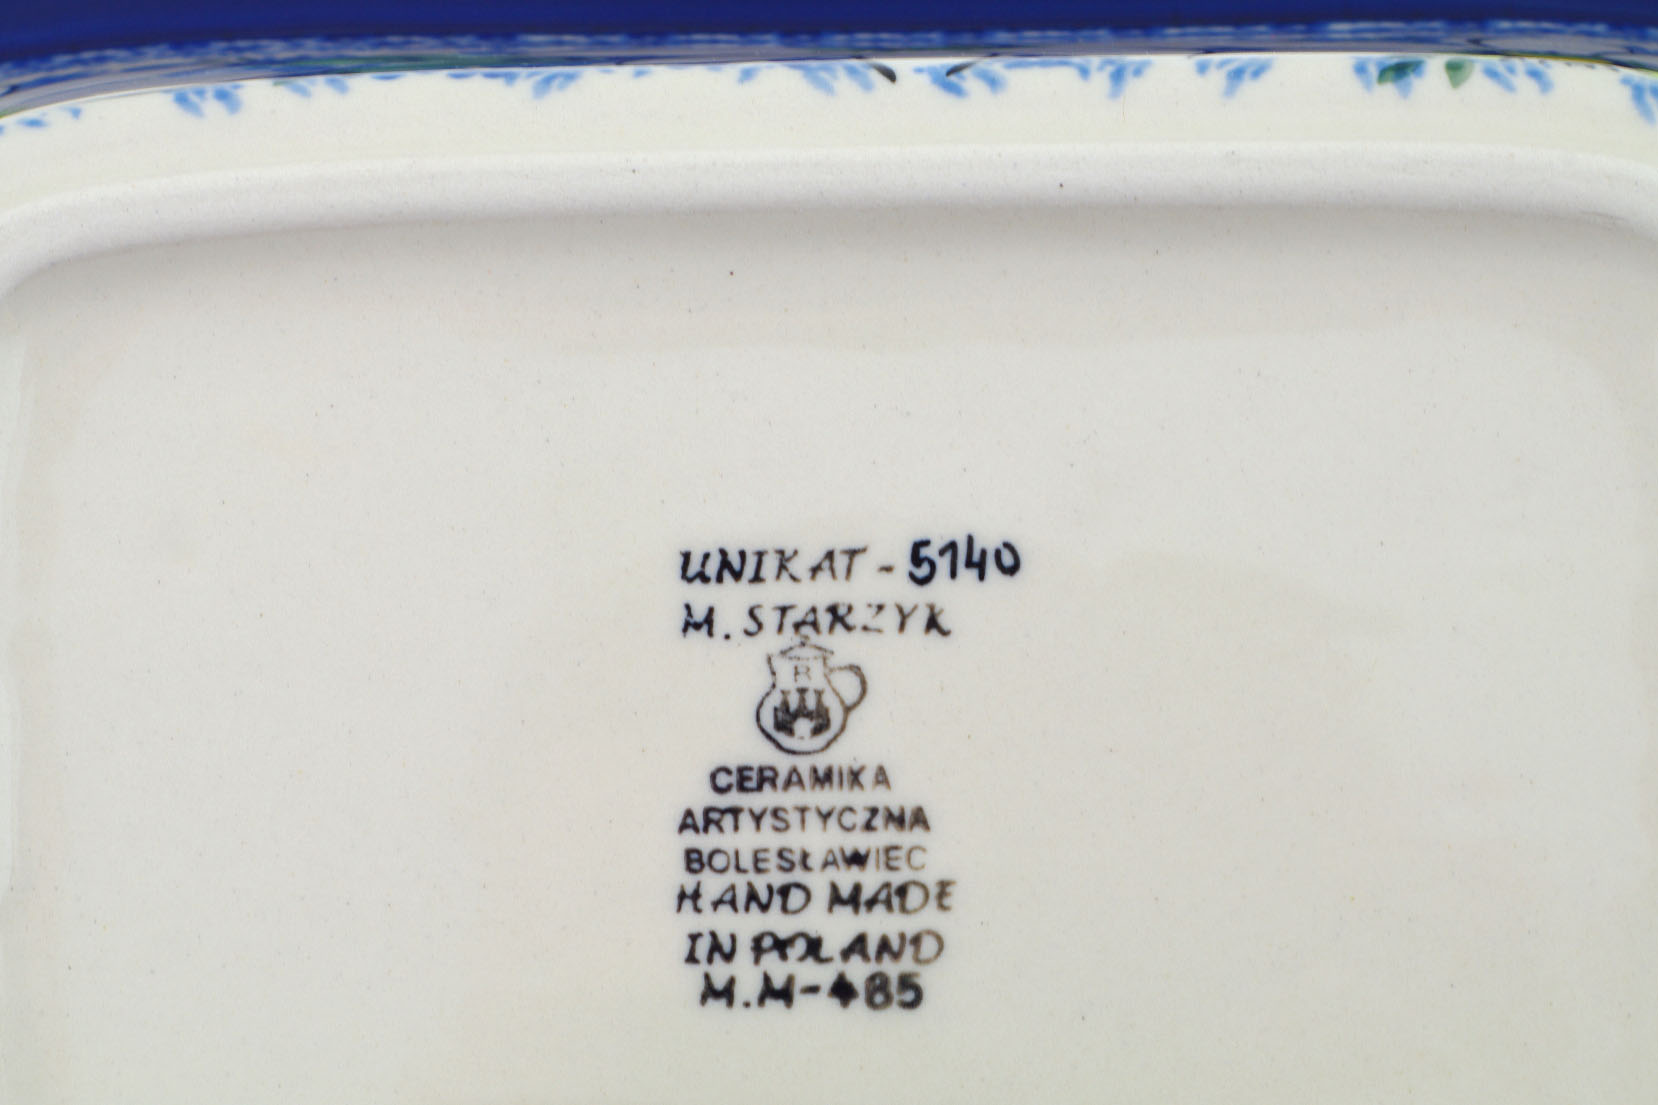 UNIKAT - 5140
M. STARZYK
R
CERAMIKA
ARTYSTYCZNA
BOLESŁAWIEC
HAND MADE
IN POLAND
M.M-485